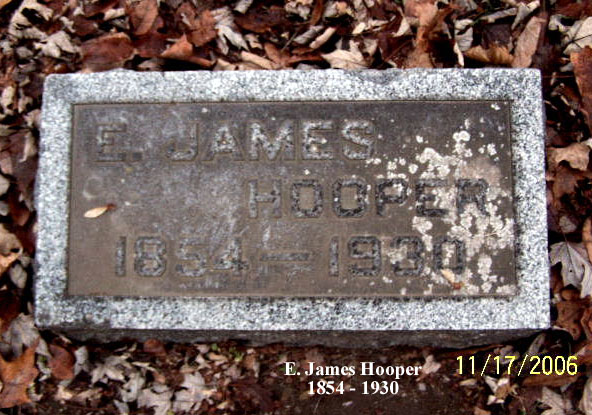 E. JAMES
HOOPER
1854 – 1930
E. James Hooper
1854 - 1930
11/17/2006